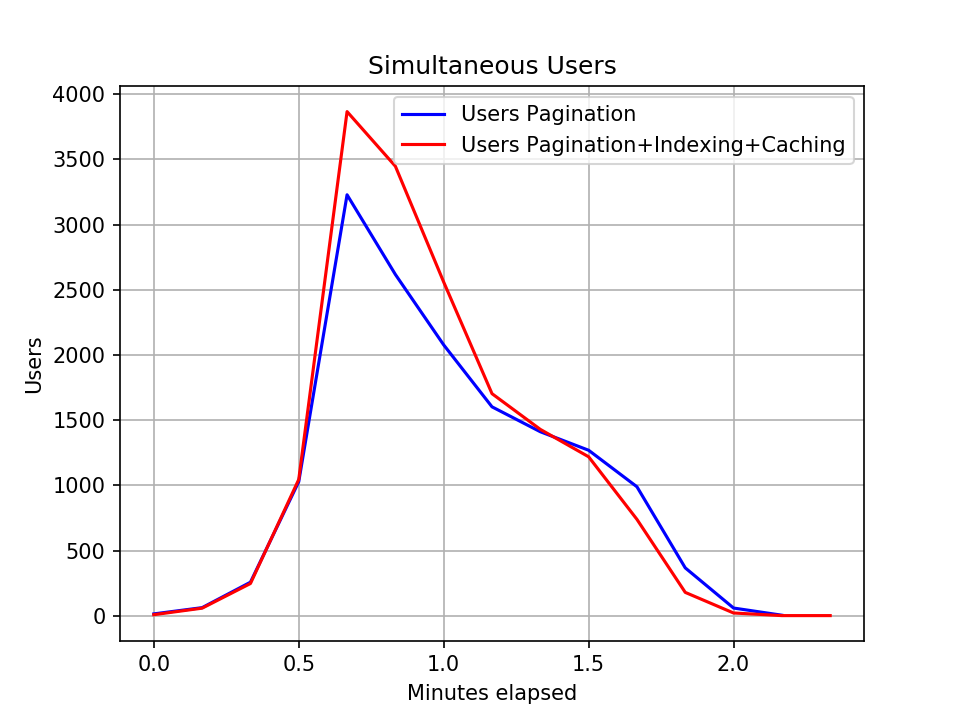 Simultaneous Users
Users Pagination
Users Pagination+Indexing+Caching
Users
4000
3500
3000
2500
2000
1500
1000
500
0
0.0 0.5 1.0 1.5 2.0
Minutes elapsed